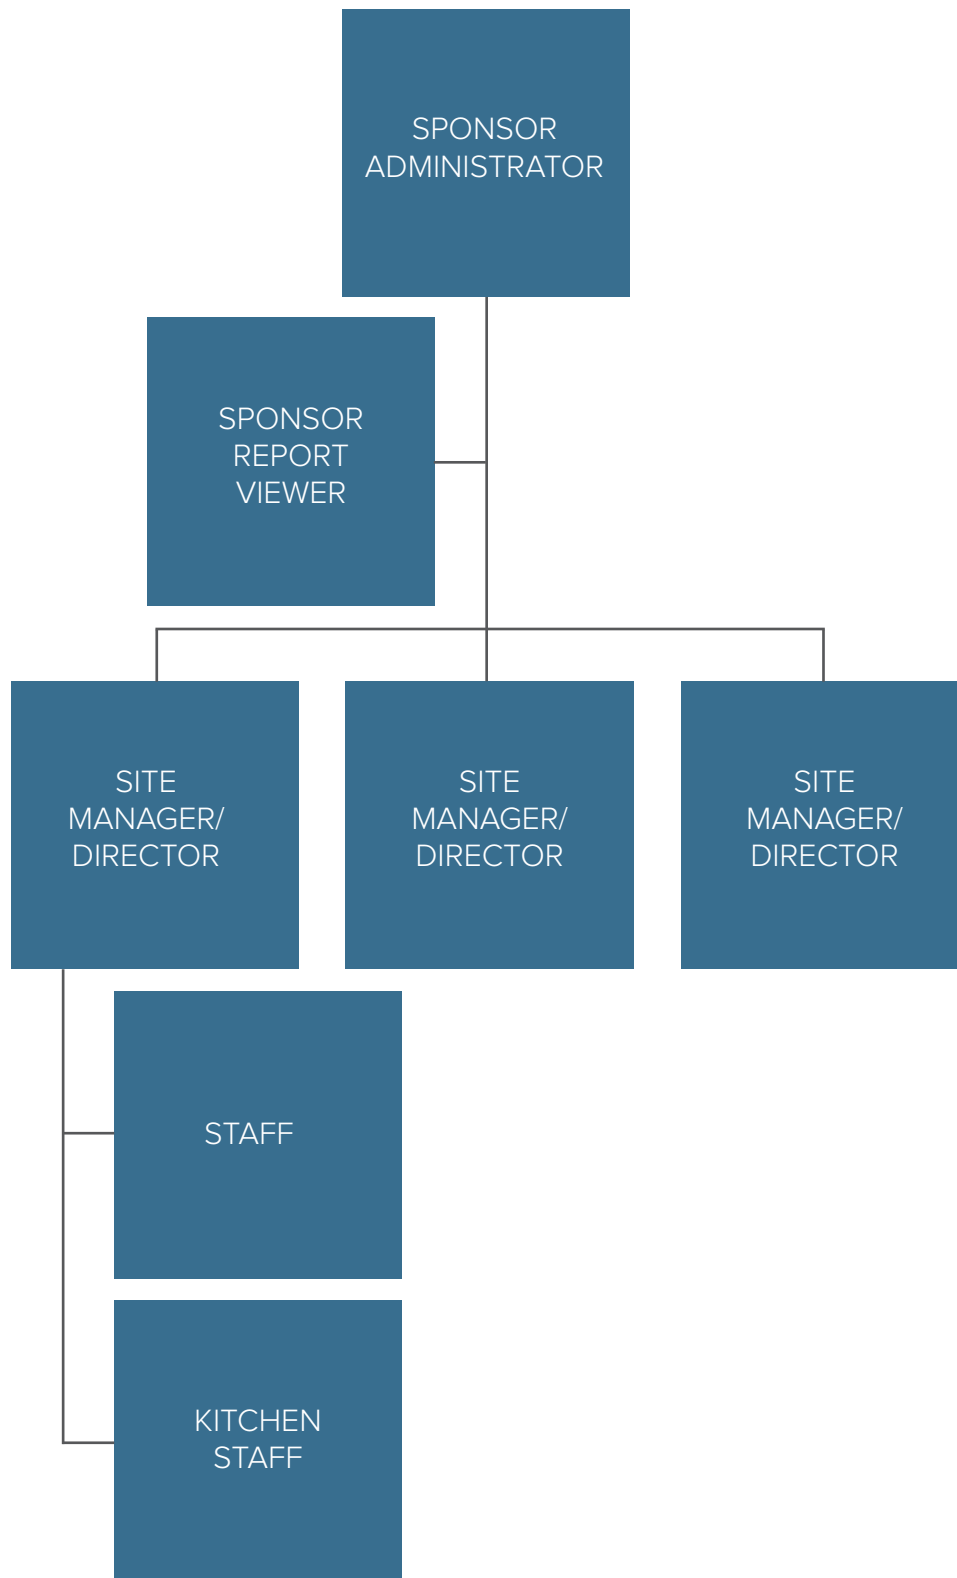 SPONSOR
ADMINISTRATOR
SPONSOR
REPORT
VIEWER
SITE
MANAGER/
DIRECTOR
SITE
MANAGER/
DIRECTOR
SITE
MANAGER/
DIRECTOR
STAFF
KITCHEN
STAFF